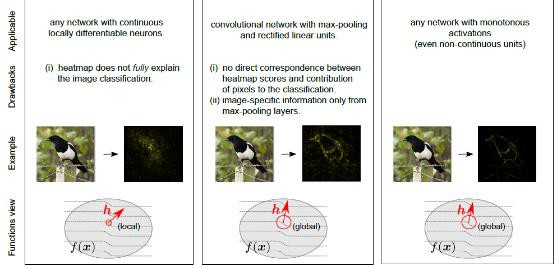 Applicable
any network with continuous
locally differentiable neurons.
convolutional network with max-pooling
and rectified linear units.
any network with monotonous
activations
(even non-continuous units)
Drawbacks
(i) heatmap does not fully explain
the image classification.
(i) no direct correspondence between
heatmap scores and contribution
of pixels to the classification.
(ii) image-specific information only from
max-pooling layers.
Example
Functions view
h
(local)
f(x)
h
(global)
f(x)
h
(global)
f(x)